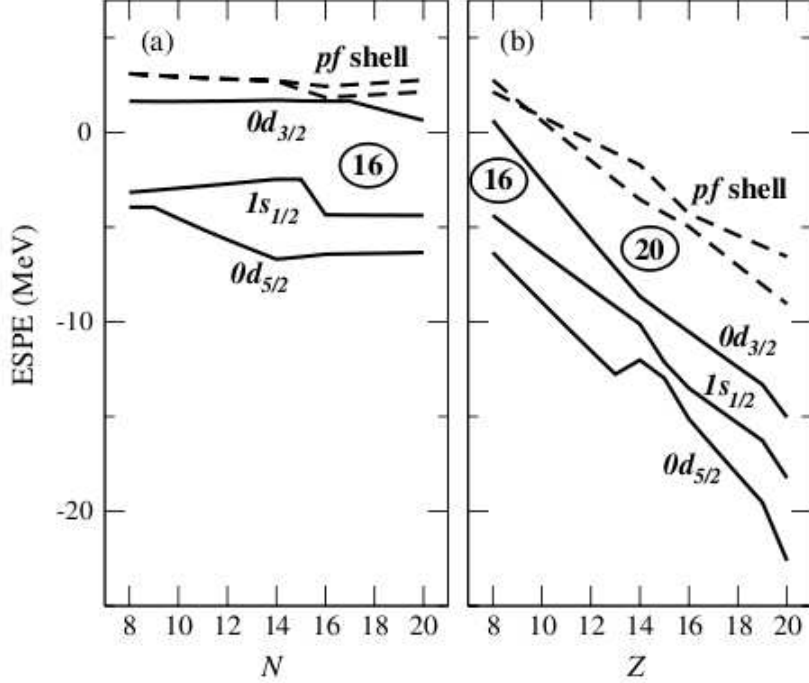 (a)
pf shell
0d3/2
16
1s1/2
0d5/2
0
-10
-20
ESPE (MeV)
8 10 12 14 16 18 20
N
(b)
16
pf shell
20
0d3/2
1s1/2
0d5/2
8 10 12 14 16 18 20
Z